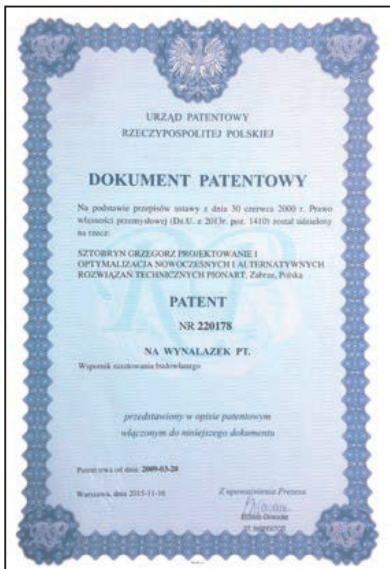 URZĄD PATENTOWY
RZECZYPOSPOLITEJ POLSKIEJ
DOKUMENT PATENTOWY
Na podstawie przepisów ustawy z dnia 30 czerwca 2000 r. Prawo
własności przemysłowej (Dz.U. z 2013r. poz. 1410) został udzielony
na rzecz:
SZTOBRYN GRZEGORZ PROJEKTOWANIE I
OPTYMALIZACJA NOWOCZESNYCH I ALTERNATYWNYCH
ROZWIĄZAŃ TECHNICZNYCH PIONART, Zabrze, Polska
PATENT
NR 220178
NA WYNALAZEK PT.
Wspornik rusztowania budowlanego
przedstawiony w opisie patentowym
włączonym do niniejszego dokumentu
Patent trwa od dnia: 2009-03-20
Warszawa, dnia 2015-11-16
Z upoważnienia Prezesa